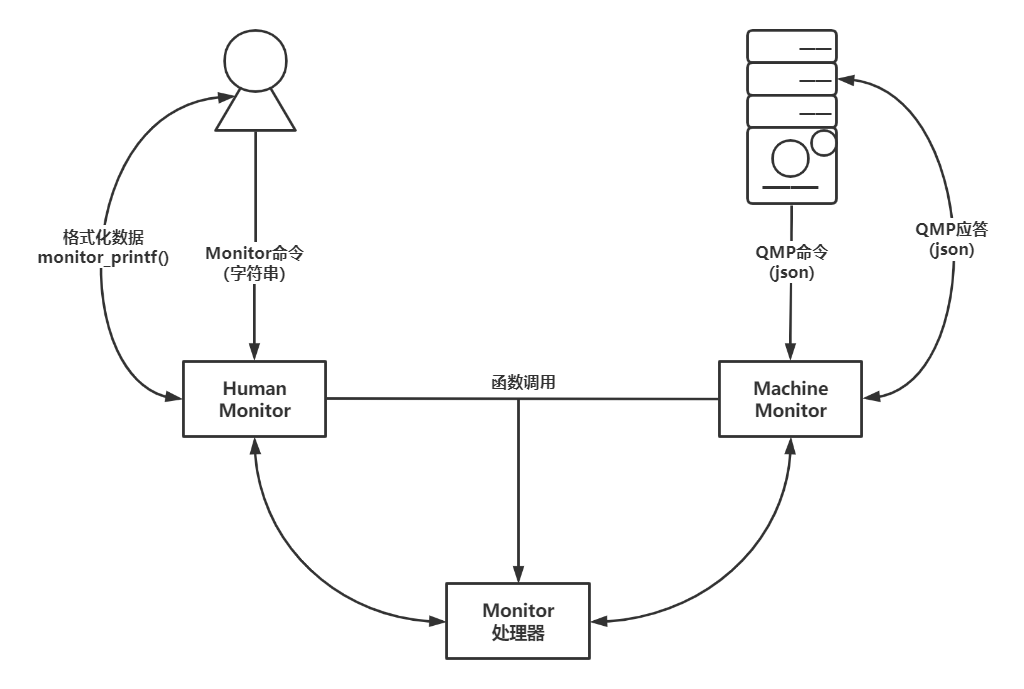 格式化数据
monitor_printf()
Monitor命令
(字符串)
QMP命令
(json)
QMP应答
(json)
Human
Monitor
函数调用
Machine
Monitor
Monitor
处理器